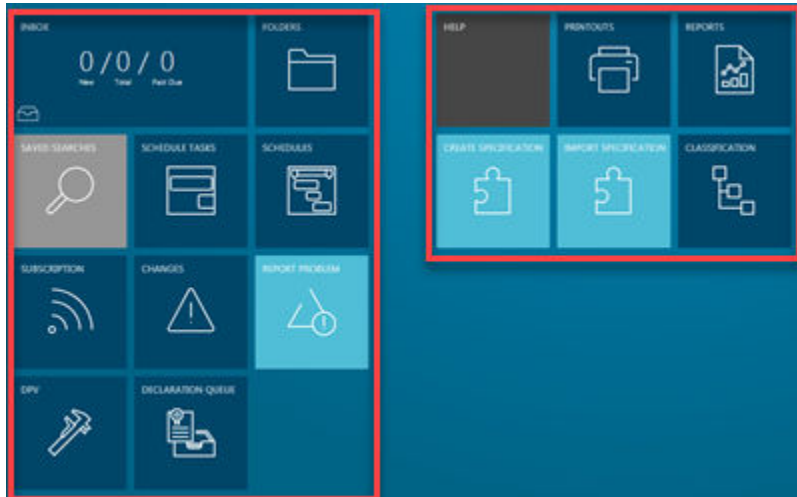 INBOX
0/0/0
New Total Past Due
FOLDERS
SAVED SEARCHES
SCHEDULE TASKS
SCHEDULES
SUBSCRIPTION
CHANGES
REPORT PROBLEM
DPV
DECLARATION QUEUE
HELP
PRINTOUTS
REPORTS
CREATE SPECIFICATION
IMPORT SPECIFICATION
CLASSIFICATION